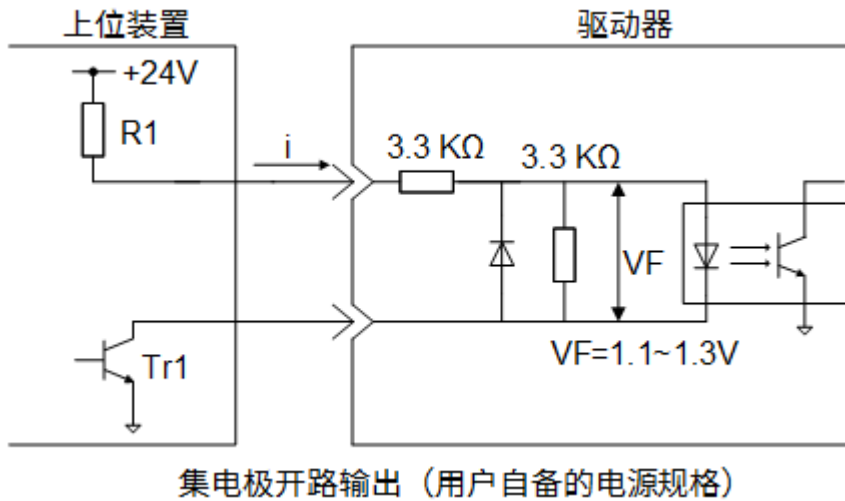 上位装置
驱动器
+24V
R1
i
3.3 KΩ
3.3 KΩ
VF
Tr1
VF=1.1~1.3V
集电极开路输出（用户自备的电源规格）